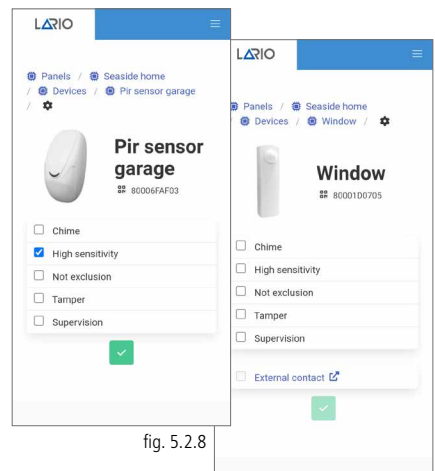 LARIO
Panels / Seaside home
/ Devices / Pir sensor garage
/
Pir sensor
garage
80006FAF03
Chime
High sensitivity
Not exclusion
Tamper
Supervision
fig. 5.2.8
LARIO
Panels / Seaside home
/ Devices / Window /
Window
80001D0705
Chime
High sensitivity
Not exclusion
Tamper
Supervision
External contact